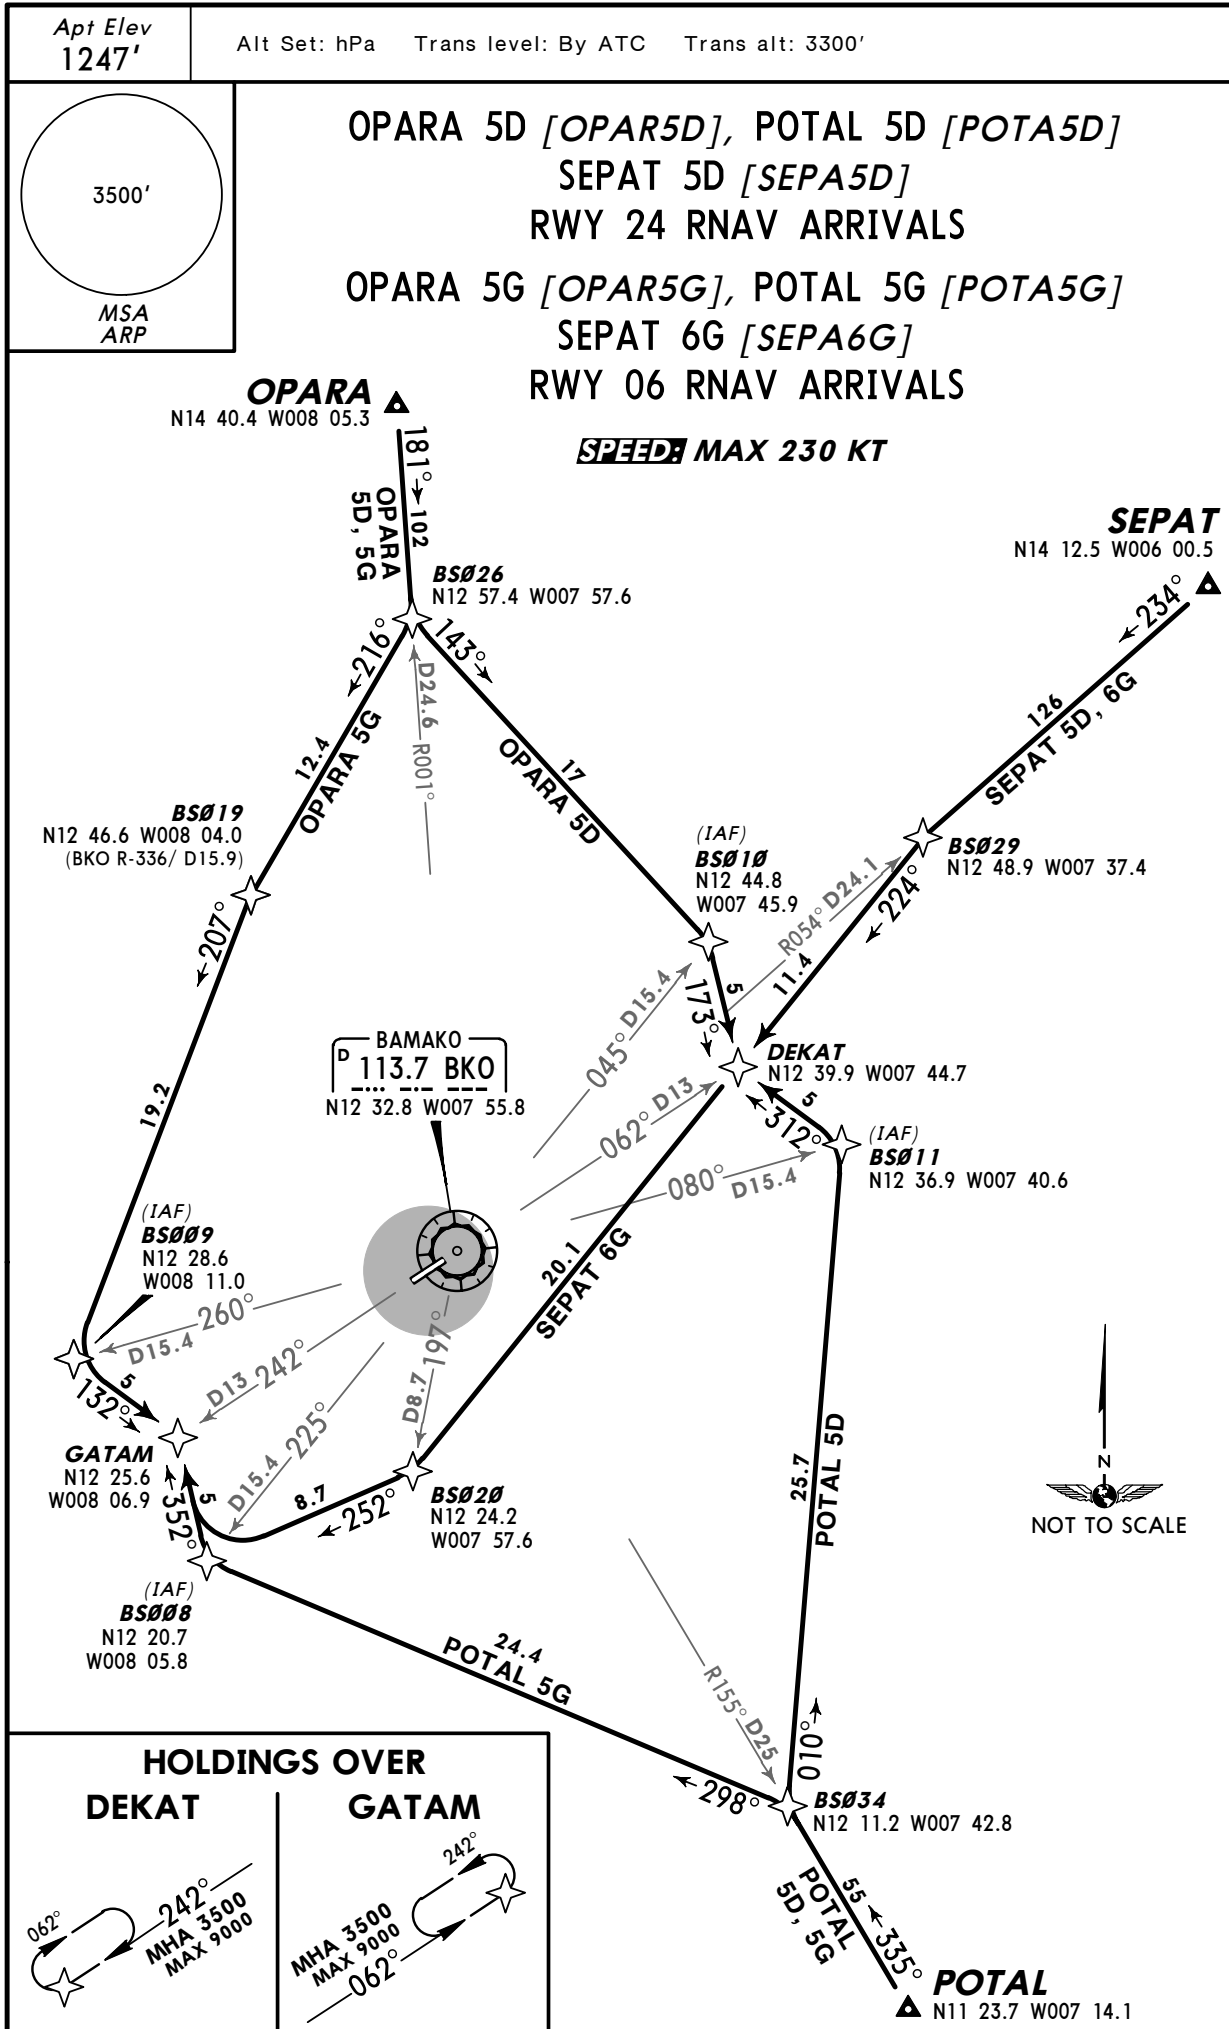 Apt Elev
1247'
Alt Set: hPa Trans level: By ATC Trans alt: 3300'
3500'
MSA
ARP
OPARA 5D [OPAR5D], POTAL 5D [POTA5D]
SEPAT 5D [SEPA5D]
RWY 24 RNAV ARRIVALS
OPARA 5G [OPAR5G], POTAL 5G [POTA5G]
SEPAT 6G [SEPA6G]
RWY 06 RNAV ARRIVALS
SPEED: MAX 230 KT
OPARA
N14 40.4 W008 05.3
181°
102
OPARA
5D, 5G
SEPAT
N14 12.5 W006 00.5
234°
126
SEPAT 5D, 6G
BSØ26
N12 57.4 W007 57.6
216°
143°
D24.6
R001°
12.4
OPARA 5G
17
OPARA 5D
BSØ19
N12 46.6 W008 04.0
(BKO R-336/ D15.9)
207°
19.2
(IAF)
BSØ1Ø
N12 44.8
W007 45.9
BSØ29
N12 48.9 W007 37.4
R054° D24.1
224°
11.4
5
173°
045° D15.4
DEKAT
N12 39.9 W007 44.7
BAMAKO
D 113.7 BKO
N12 32.8 W007 55.8
062° D13
5
312°
(IAF)
BSØ11
N12 36.9 W007 40.6
080° D15.4
(IAF)
BSØØ9
N12 28.6
W008 11.0
260°
D15.4
D13 242°
D15.4 225°
D8.7 197°
20.1
SEPAT 6G
5
132°
GATAM
N12 25.6
W008 06.9
5
352°
8.7
252°
BSØ2Ø
N12 24.2
W007 57.6
25.7
POTAL 5D
N
NOT TO SCALE
(IAF)
BSØØ8
N12 20.7
W008 05.8
24.4
POTAL 5G
R155° D25
010°
298°
BSØ34
N12 11.2 W007 42.8
55
335°
POTAL
5D, 5G
POTAL
N11 23.7 W007 14.1
HOLDINGS OVER
DEKAT
062°
242°
MHA 3500
MAX 9000
GATAM
242°
MHA 3500
MAX 9000
062°